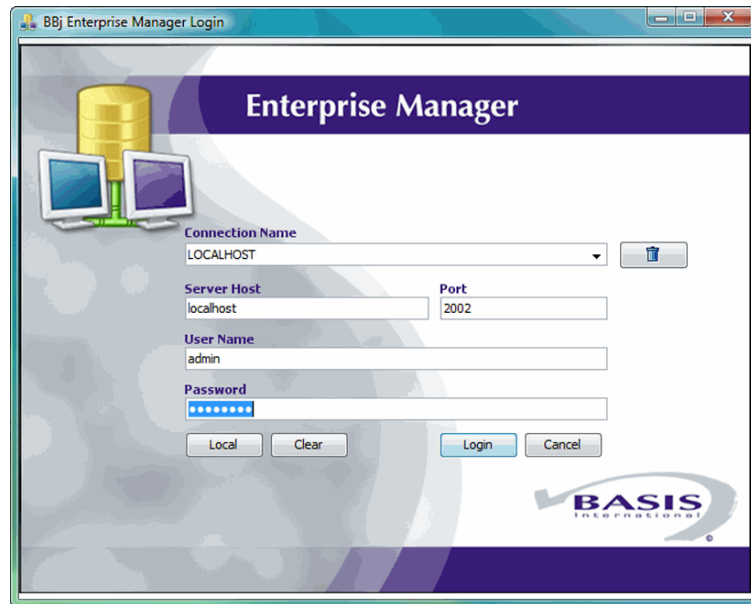 BBj Enterprise Manager Login
Enterprise Manager
Connection Name
LOCALHOST
Server Host Port
localhost 2002
User Name
admin
Password
●●●●●●●●
Local Clear Login Cancel
BASIS
International